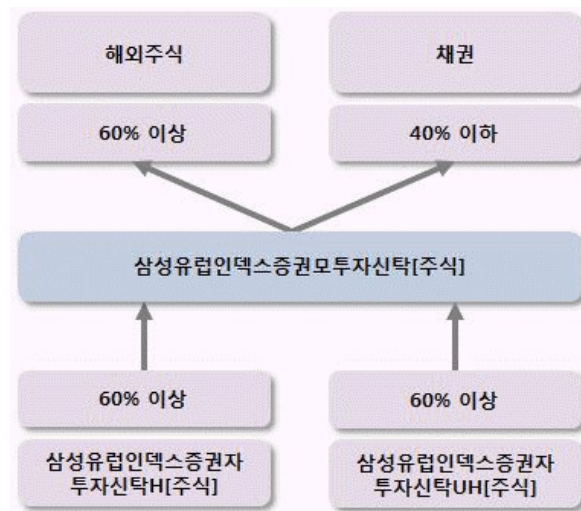 해외주식
채권
60% 이상
40% 이하
삼성유럽인덱스증권모투자신탁[주식]
60% 이상
60% 이상
삼성유럽인덱스증권자
투자신탁H[주식]
삼성유럽인덱스증권자
투자신탁UH[주식]